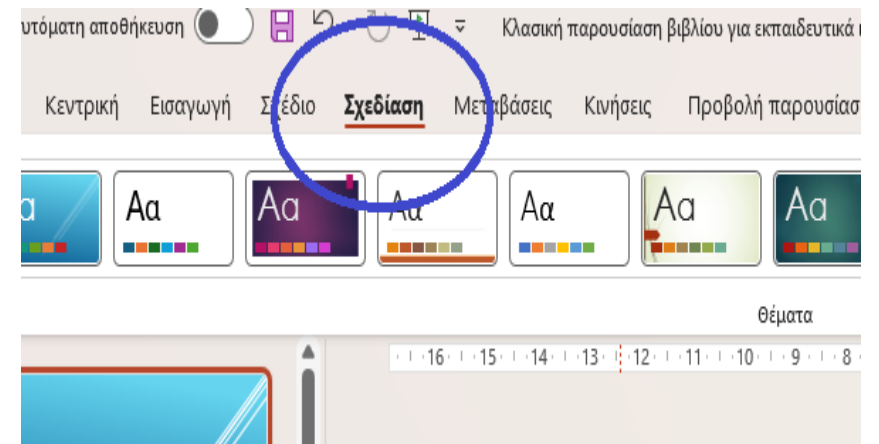 υτόματη αποθήκευση Κλασική παρουσίαση βιβλίου για εκπαιδευτικά
Κεντρική Εισαγωγή Σχέδιο Σχεδίαση Μεταβάσεις Κινήσεις Προβολή παρουσίασ
α Αα Αα Αα Αα Αα Αα
Θέματα
16 15 14 13 12 11 10 9 8